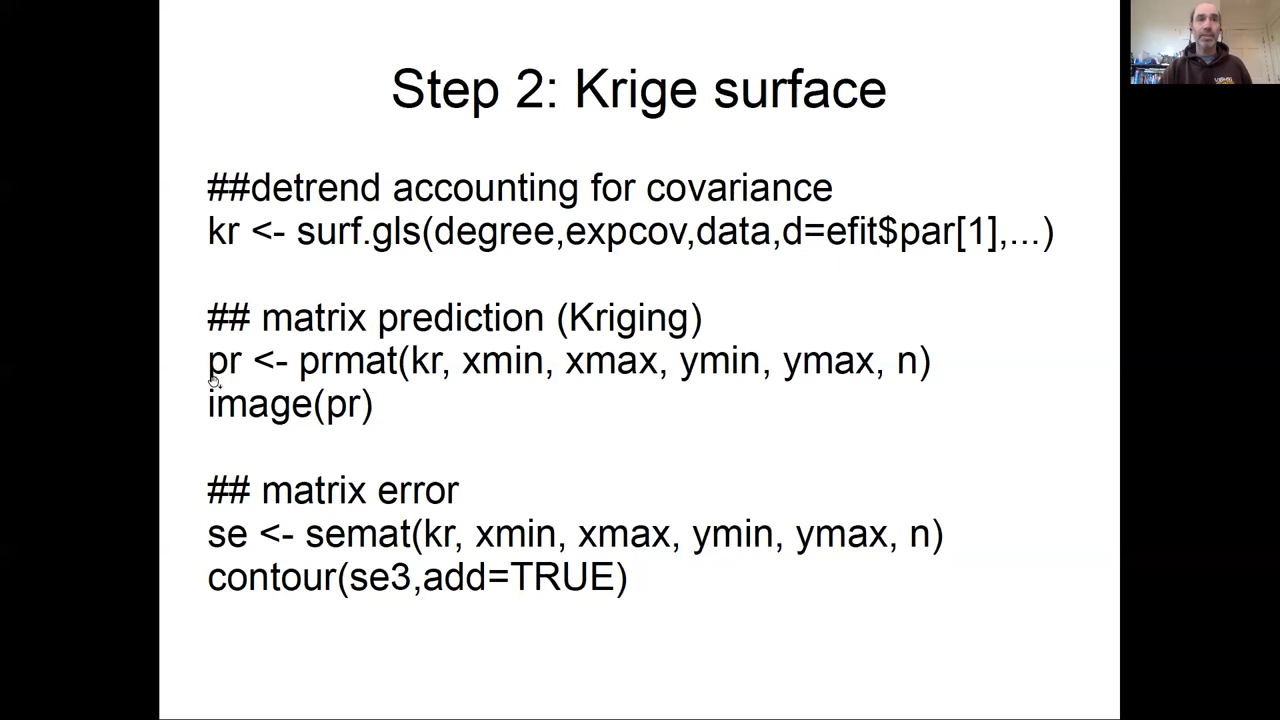 Step 2: Krige surface
##detrend accounting for covariance
kr <- surf.gls(degree,expcov,data,d=efit$par[1],...)
## matrix prediction (Kriging)
pr <- prmat(kr, xmin, xmax, ymin, ymax, n)
image(pr)
## matrix error
se <- semat(kr, xmin, xmax, ymin, ymax, n)
contour(se3,add=TRUE)